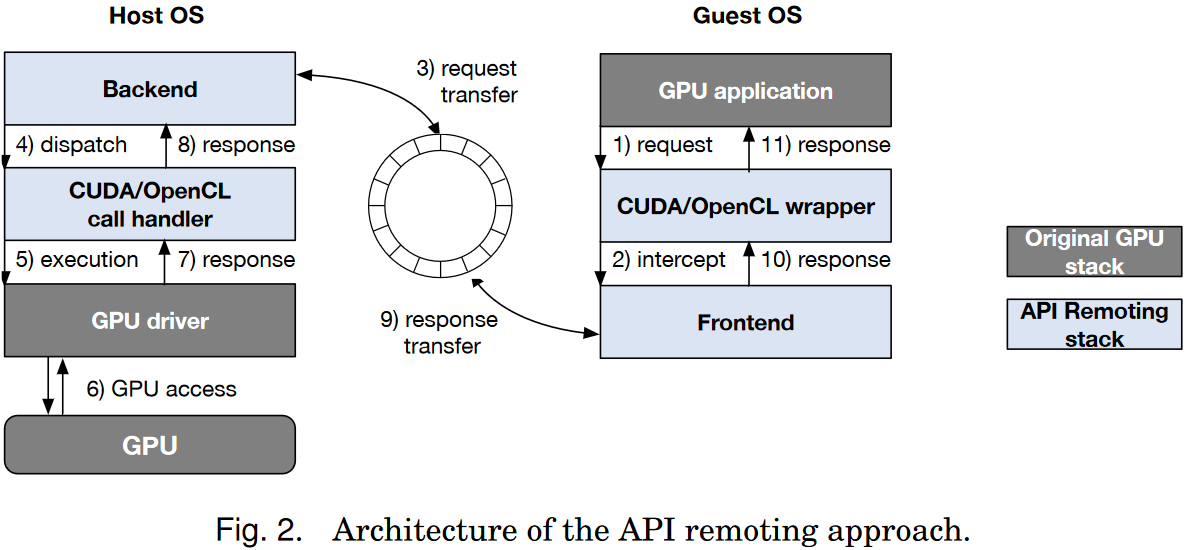 Host OS
Guest OS
Backend
3) request
transfer
GPU application
4) dispatch
8) response
1) request
11) response
CUDA/OpenCL
call handler
CUDA/OpenCL wrapper
5) execution
7) response
2) intercept
10) response
Original GPU
stack
GPU driver
9) response
transfer
Frontend
API Remoting
stack
6) GPU access
GPU
Fig. 2. Architecture of the API remoting approach.